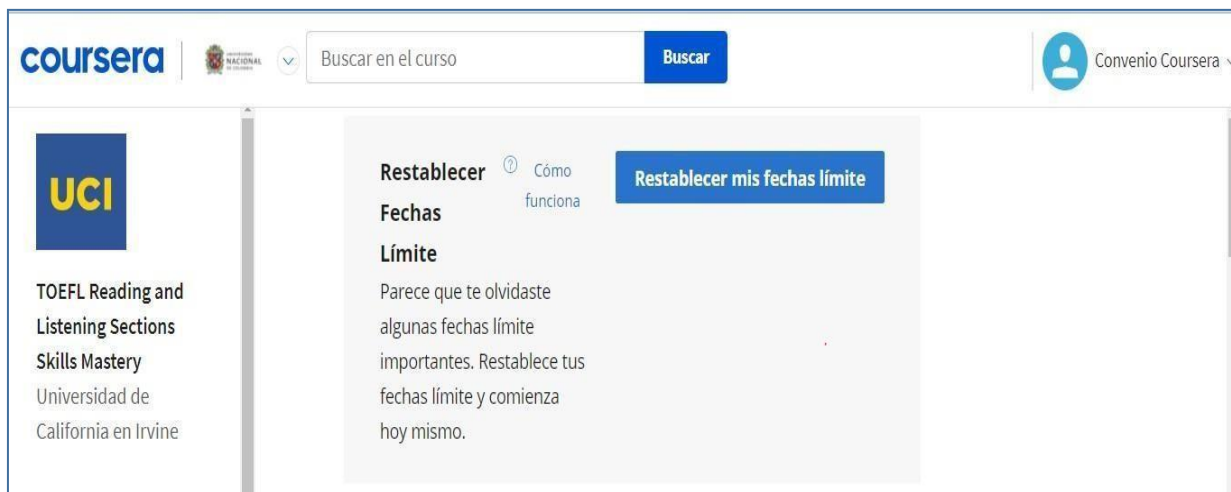 coursera
NACIONAL
Buscar en el curso
Buscar
Convenio Coursera
UCI
TOEFL Reading and
Listening Sections
Skills Mastery
Universidad de
California en Irvine
Restablecer
Fechas
Límite
? Cómo
funciona
Restablecer mis fechas límite
Parece que te olvidaste
algunas fechas límite
importantes. Restablece tus
fechas límite y comienza
hoy mismo.